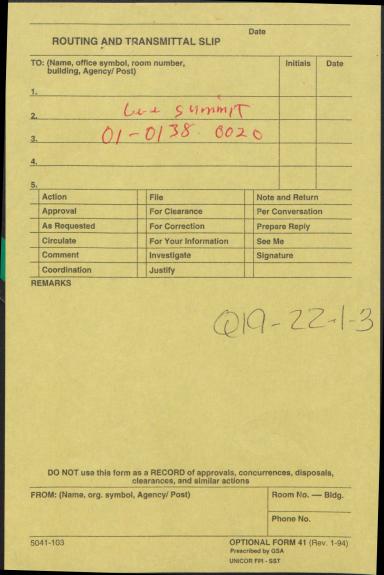 Date
ROUTING AND TRANSMITTAL SLIP
TO: (Name, office symbol, room number, building, Agency/ Post)
Initials
Date
1.
2. Lee summit
3. 01-0138 0020
4.
5.
Action File Note and Return
Approval For Clearance Per Conversation
As Requested For Correction Prepare Reply
Circulate For Your Information See Me
Comment Investigate Signature
Coordination Justify
REMARKS
Q19-22-1-3
DO NOT use this form as a RECORD of approvals, concurrences, disposals,
clearances, and similar actions
FROM: (Name, org. symbol, Agency/ Post)
Room No. — Bldg.
Phone No.
5041-103
OPTIONAL FORM 41 (Rev. 1-94)
Prescribed by GSA
UNICOR FPI - SST